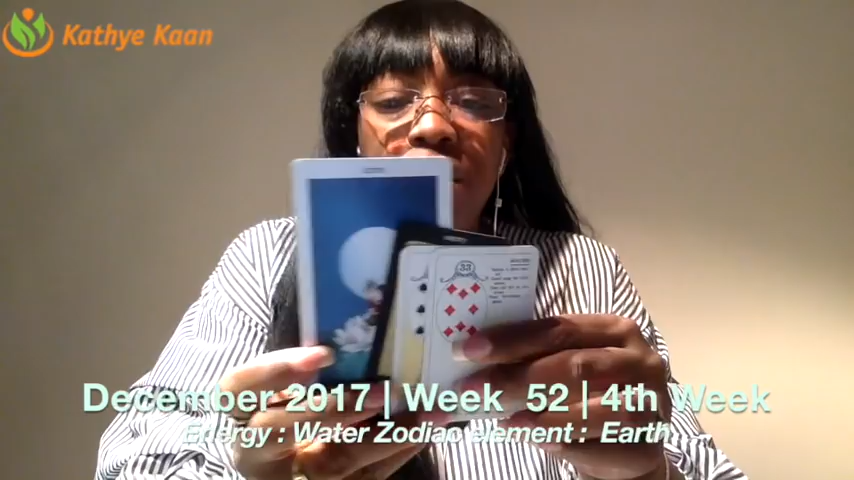 Kathye Kaan
33
December 2017 | Week 52 | 4th Week
Energy : Water Zodiac element : Earth